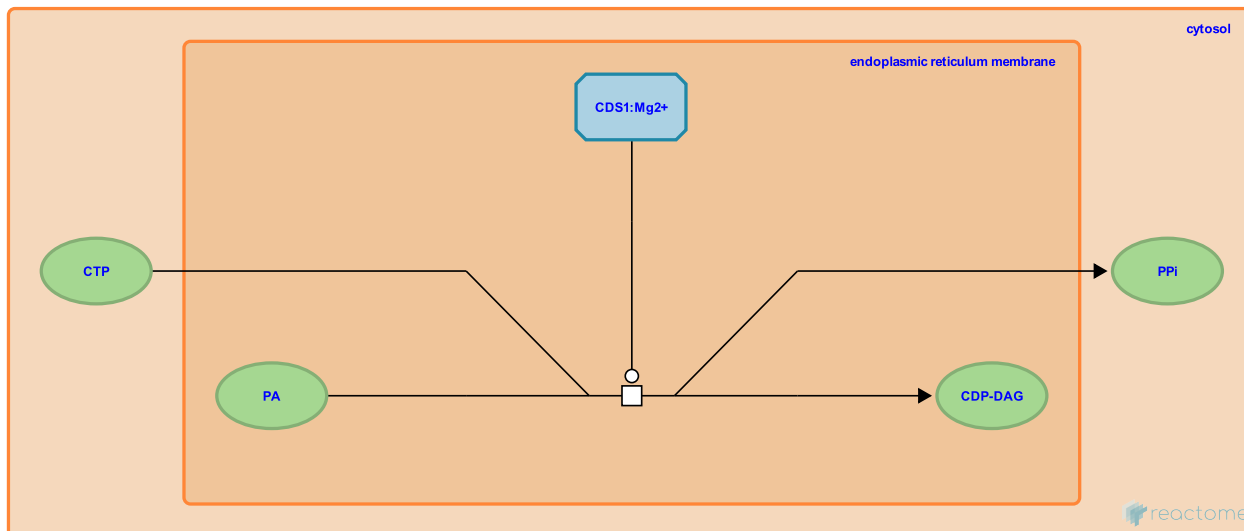 cytosol
endoplasmic reticulum membrane
CDS1:Mg2+
CTP
PPi
PA
CDP-DAG
reactome